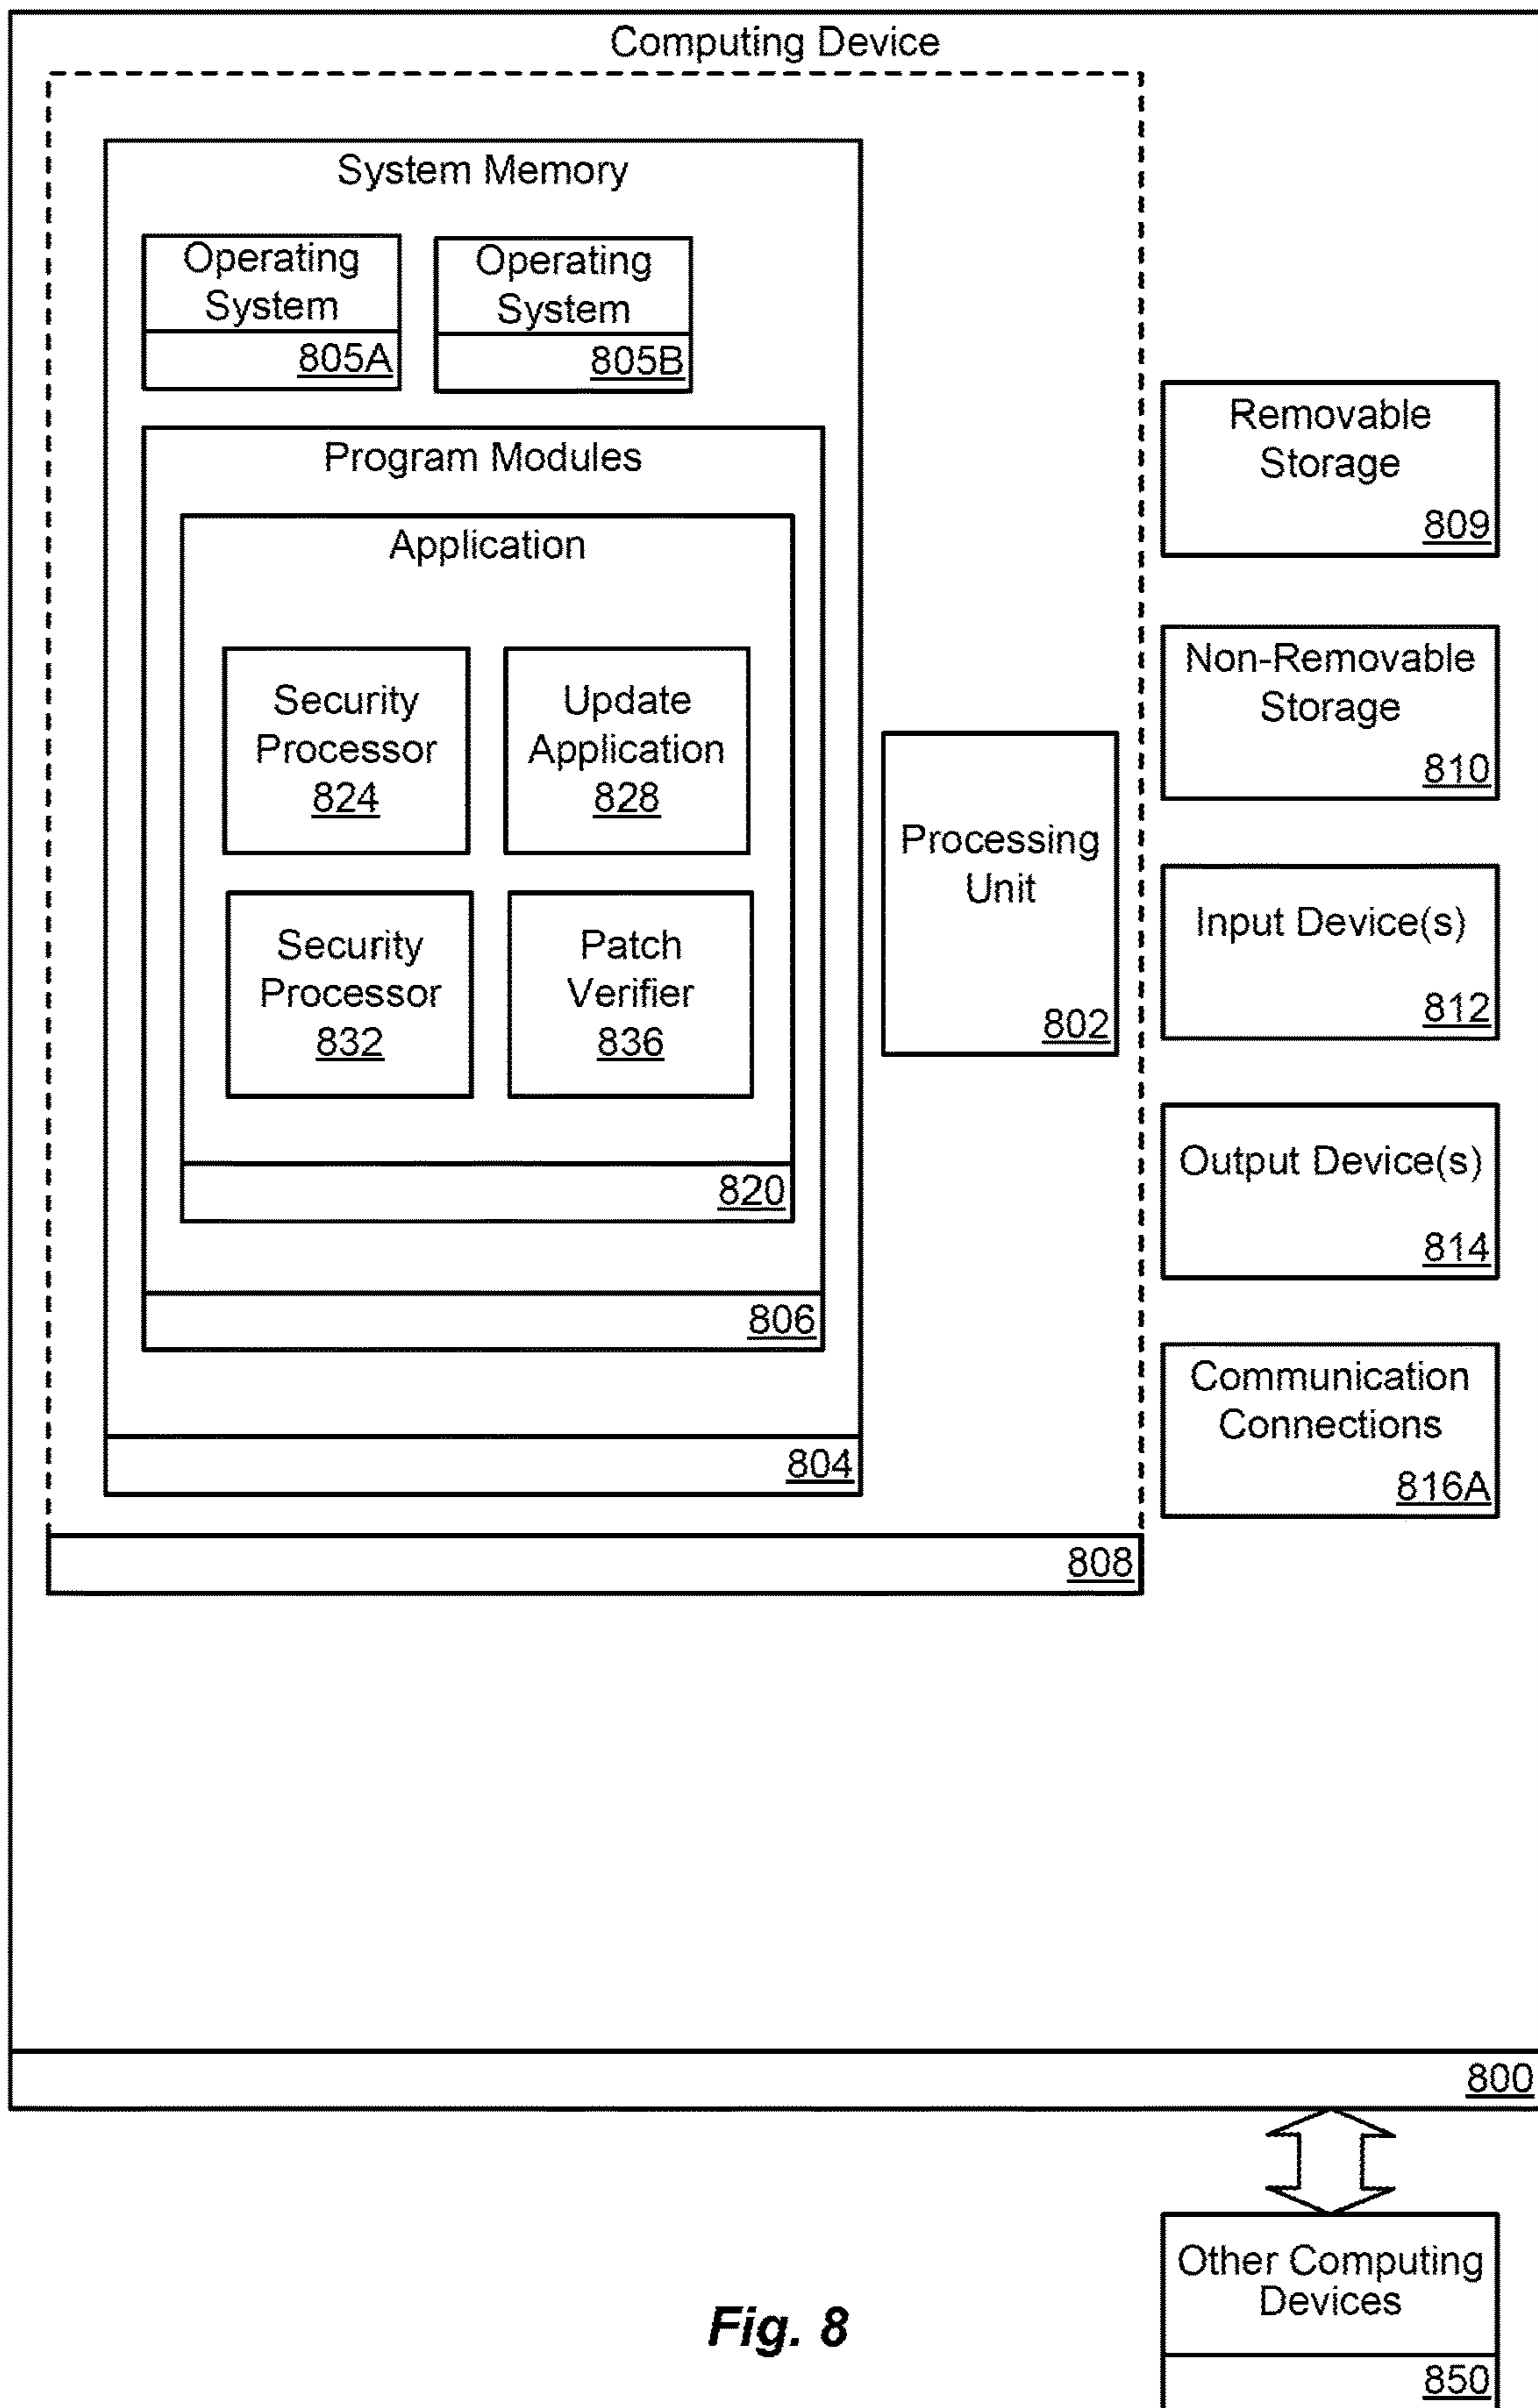 Computing Device
System Memory
Operating
System
805A
Operating
System
805B
Program Modules
Application
Security
Processor
824
Update
Application
828
Security
Processor
832
Patch
Verifier
836
820
806
804
Processing
Unit
802
808
Removable
Storage
809
Non-Removable
Storage
810
Input Device(s)
812
Output Device(s)
814
Communication
Connections
816A
800
Other Computing
Devices
850
Fig. 8